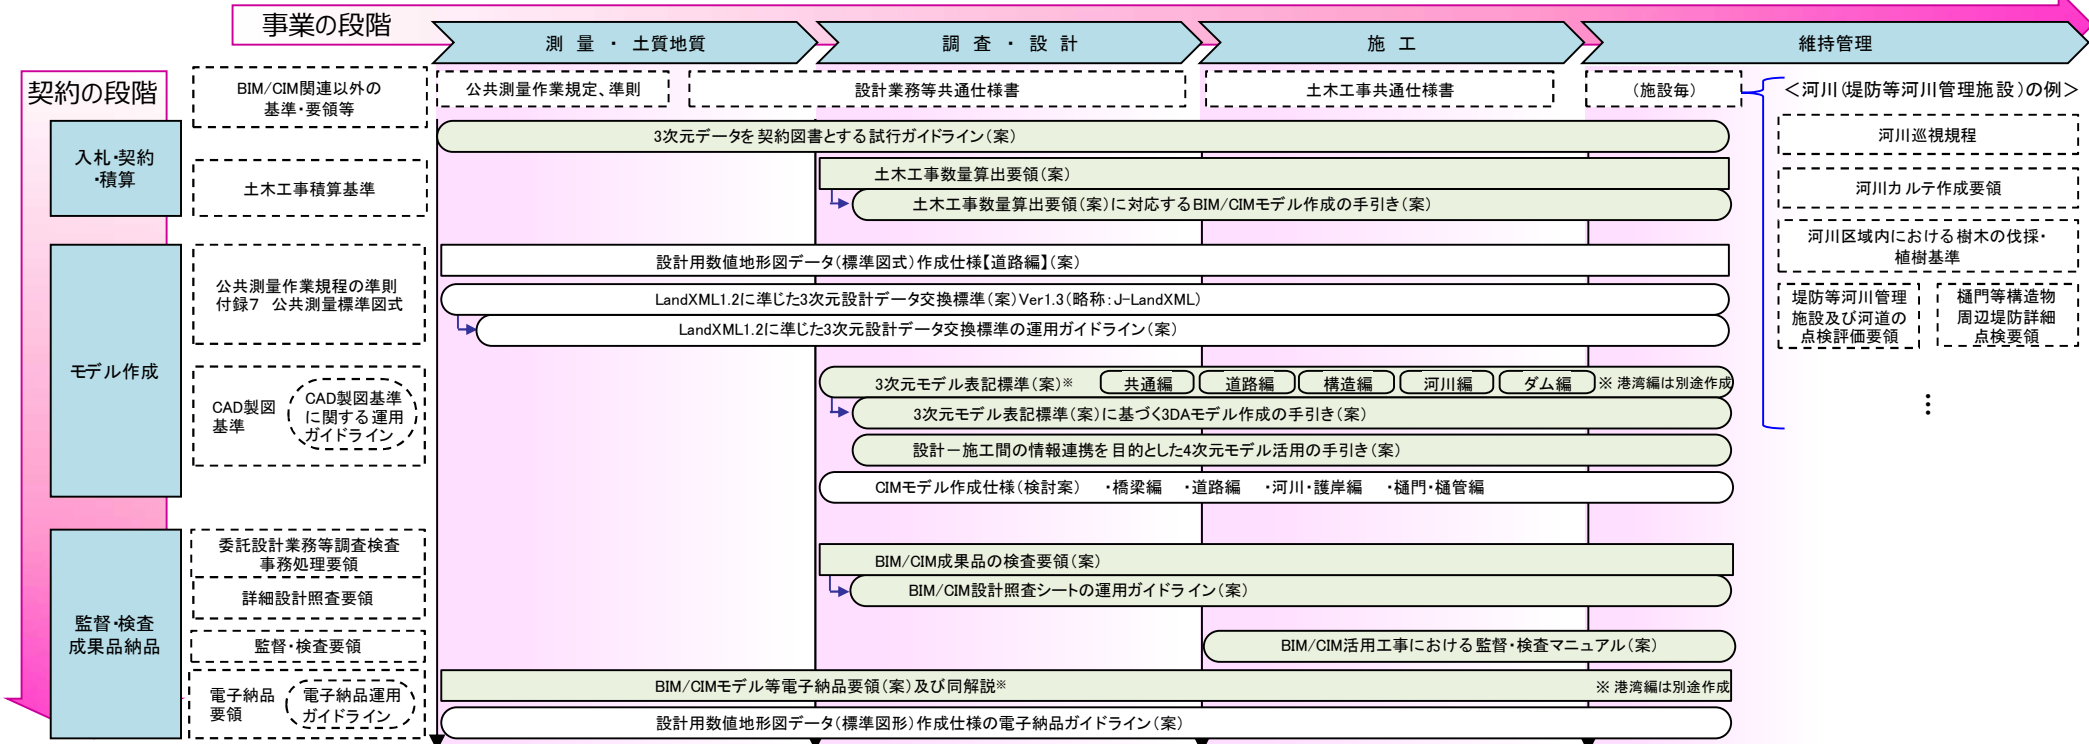 事業の段階
測 量 ・ 土質地質
調 査 ・ 設 計
施 工
維持管理
契約の段階
BIM/CIM関連以外の
基準・要領等
公共測量作業規定、準則
設計業務等共通仕様書
土木工事共通仕様書
(施設毎)
＜河川(堤防等河川管理施設)の例＞
入札・契約
・積算
3次元データを契約図書とする試行ガイドライン(案)
土木工事積算基準
土木工事数量算出要領(案)
土木工事数量算出要領(案)に対応するBIM/CIMモデル作成の手引き(案)
河川巡視規程
河川カルテ作成要領
河川区域内における樹木の伐採・
植樹基準
堤防等河川管理
施設及び河道の
点検評価要領
樋門等構造物
周辺堤防詳細
点検要領
⋮
モデル作成
公共測量作業規程の準則
付録7 公共測量標準図式
設計用数値地形図データ(標準図式)作成仕様【道路編】(案)
LandXML1.2に準じた3次元設計データ交換標準(案)Ver1.3(略称:J-LandXML)
LandXML1.2に準じた3次元設計データ交換標準の運用ガイドライン(案)
CAD製図
基準
CAD製図基準
に関する運用
ガイドライン
3次元モデル表記標準(案)※
共通編
道路編
構造編
河川編
ダム編
※ 港湾編は別途作成
3次元モデル表記標準(案)に基づく3DAモデル作成の手引き(案)
設計－施工間の情報連携を目的とした4次元モデル活用の手引き(案)
CIMモデル作成仕様(検討案) ・橋梁編 ・道路編 ・河川・護岸編 ・樋門・樋管編
監督・検査
成果品納品
委託設計業務等調査検査
事務処理要領
詳細設計照査要領
監督・検査要領
電子納品
要領
電子納品運用
ガイドライン
BIM/CIM成果品の検査要領(案)
BIM/CIM設計照査シートの運用ガイドライン(案)
BIM/CIM活用工事における監督・検査マニュアル(案)
BIM/CIMモデル等電子納品要領(案)及び同解説※
※ 港湾編は別途作成
設計用数値地形図データ(標準図形)作成仕様の電子納品ガイドライン(案)